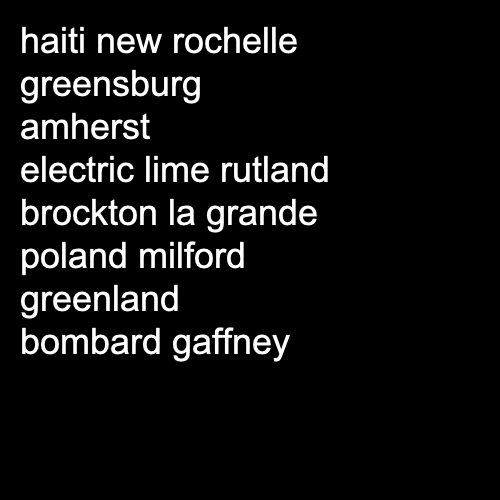 haiti new rochelle
greensburg
amherst
electric lime rutland
brockton la grande
poland milford
greenland
bombard gaffney